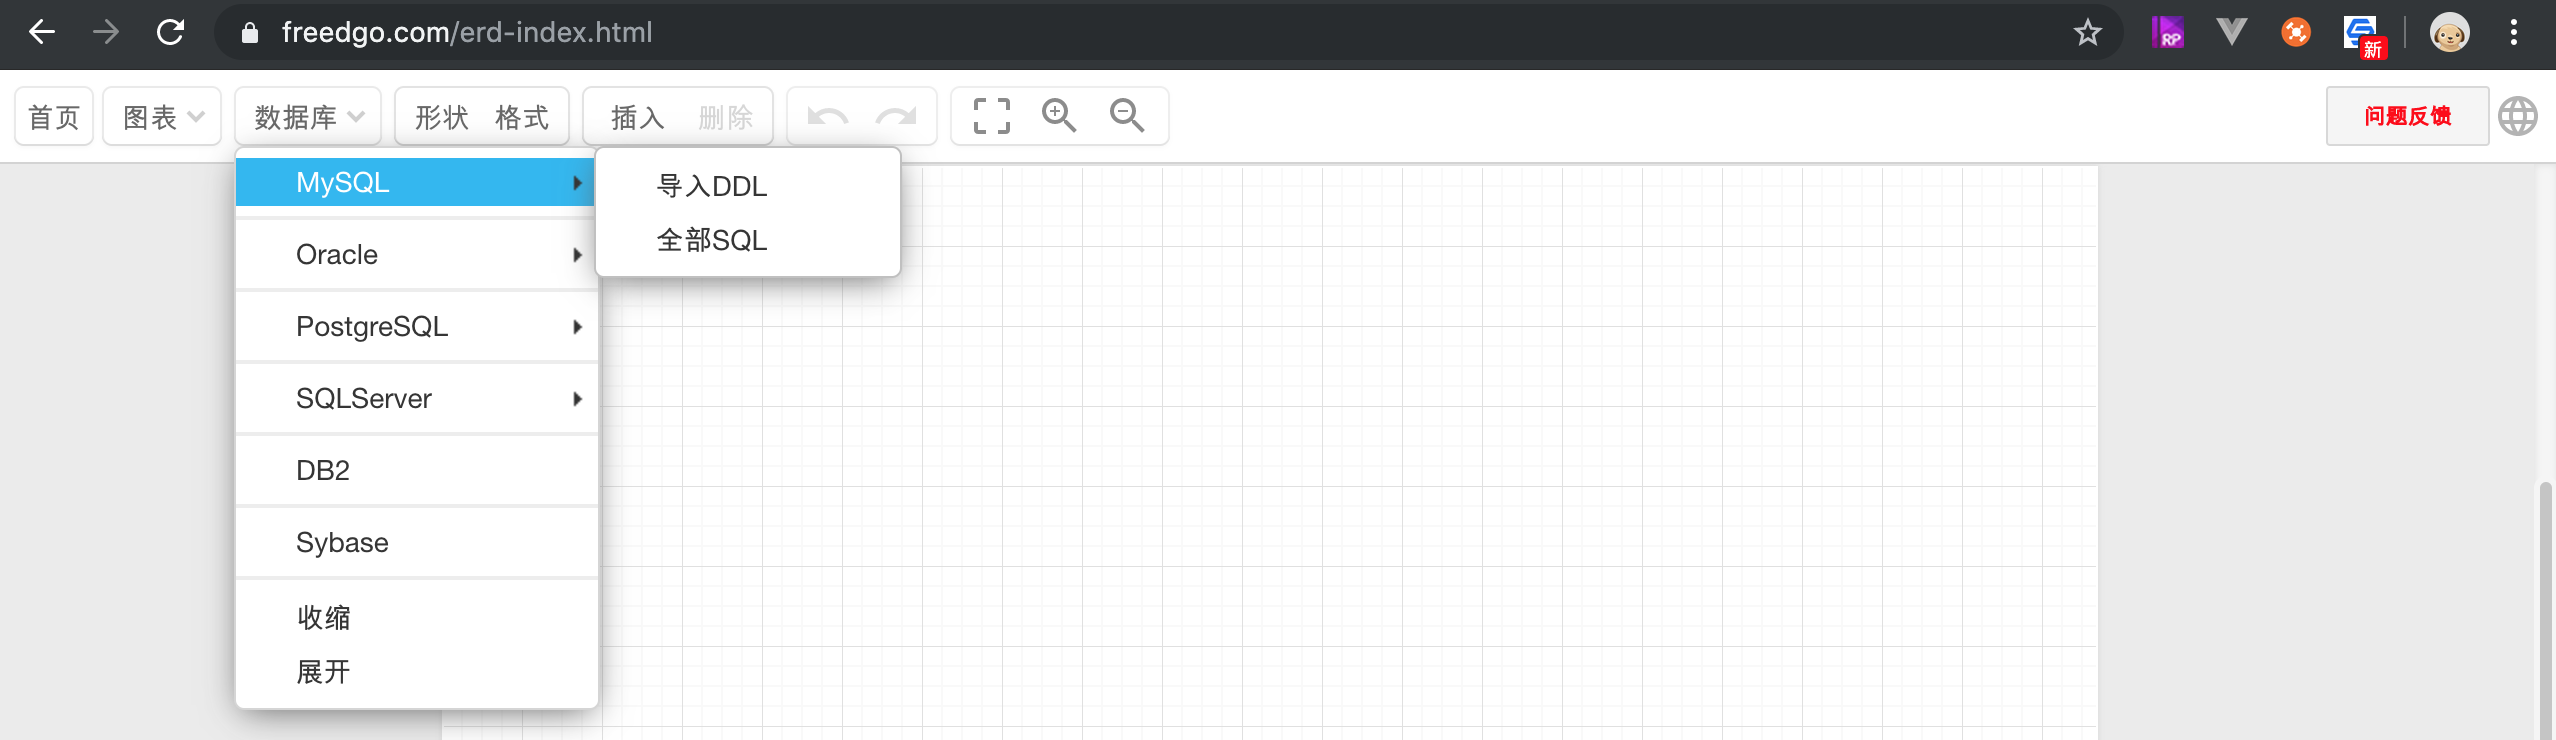 freedgo.com/erd-index.html
RP
新
首页 图表 数据库 形状 格式 插入 删除 问题反馈
MySQL
Oracle
PostgreSQL
SQLServer
DB2
Sybase
收缩
展开
导入DDL
全部SQL